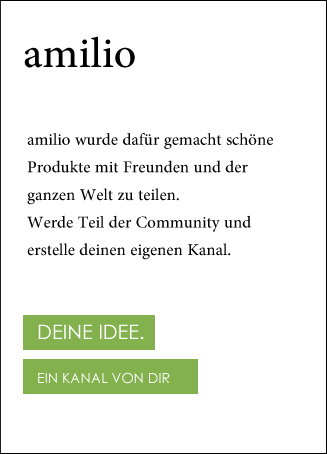 amilio
amilio wurde dafür gemacht schöne
Produkte mit Freunden und der
ganzen Welt zu teilen.
Werde Teil der Community und
erstelle deinen eigenen Kanal.
DEINE IDEE.
EIN KANAL VON DIR